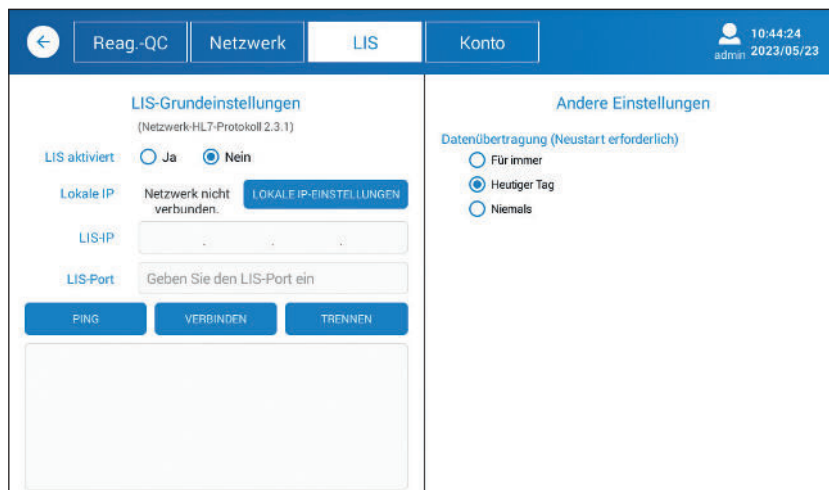 Reag.-QC
Netzwerk
LIS
Konto
admin
10:44:24
2023/05/23
LIS-Grundeinstellungen
(Netzwerk-HL7-Protokoll 2.3.1)
LIS aktiviert Ja Nein
Lokale IP
Netzwerk nicht
verbunden.
LOKALE IP-EINSTELLUNGEN
LIS-IP . . .
LIS-Port Geben Sie den LIS-Port ein
PING VERBINDEN TRENNEN
Andere Einstellungen
Datenübertragung (Neustart erforderlich)
Für immer
Heutiger Tag
Niemals